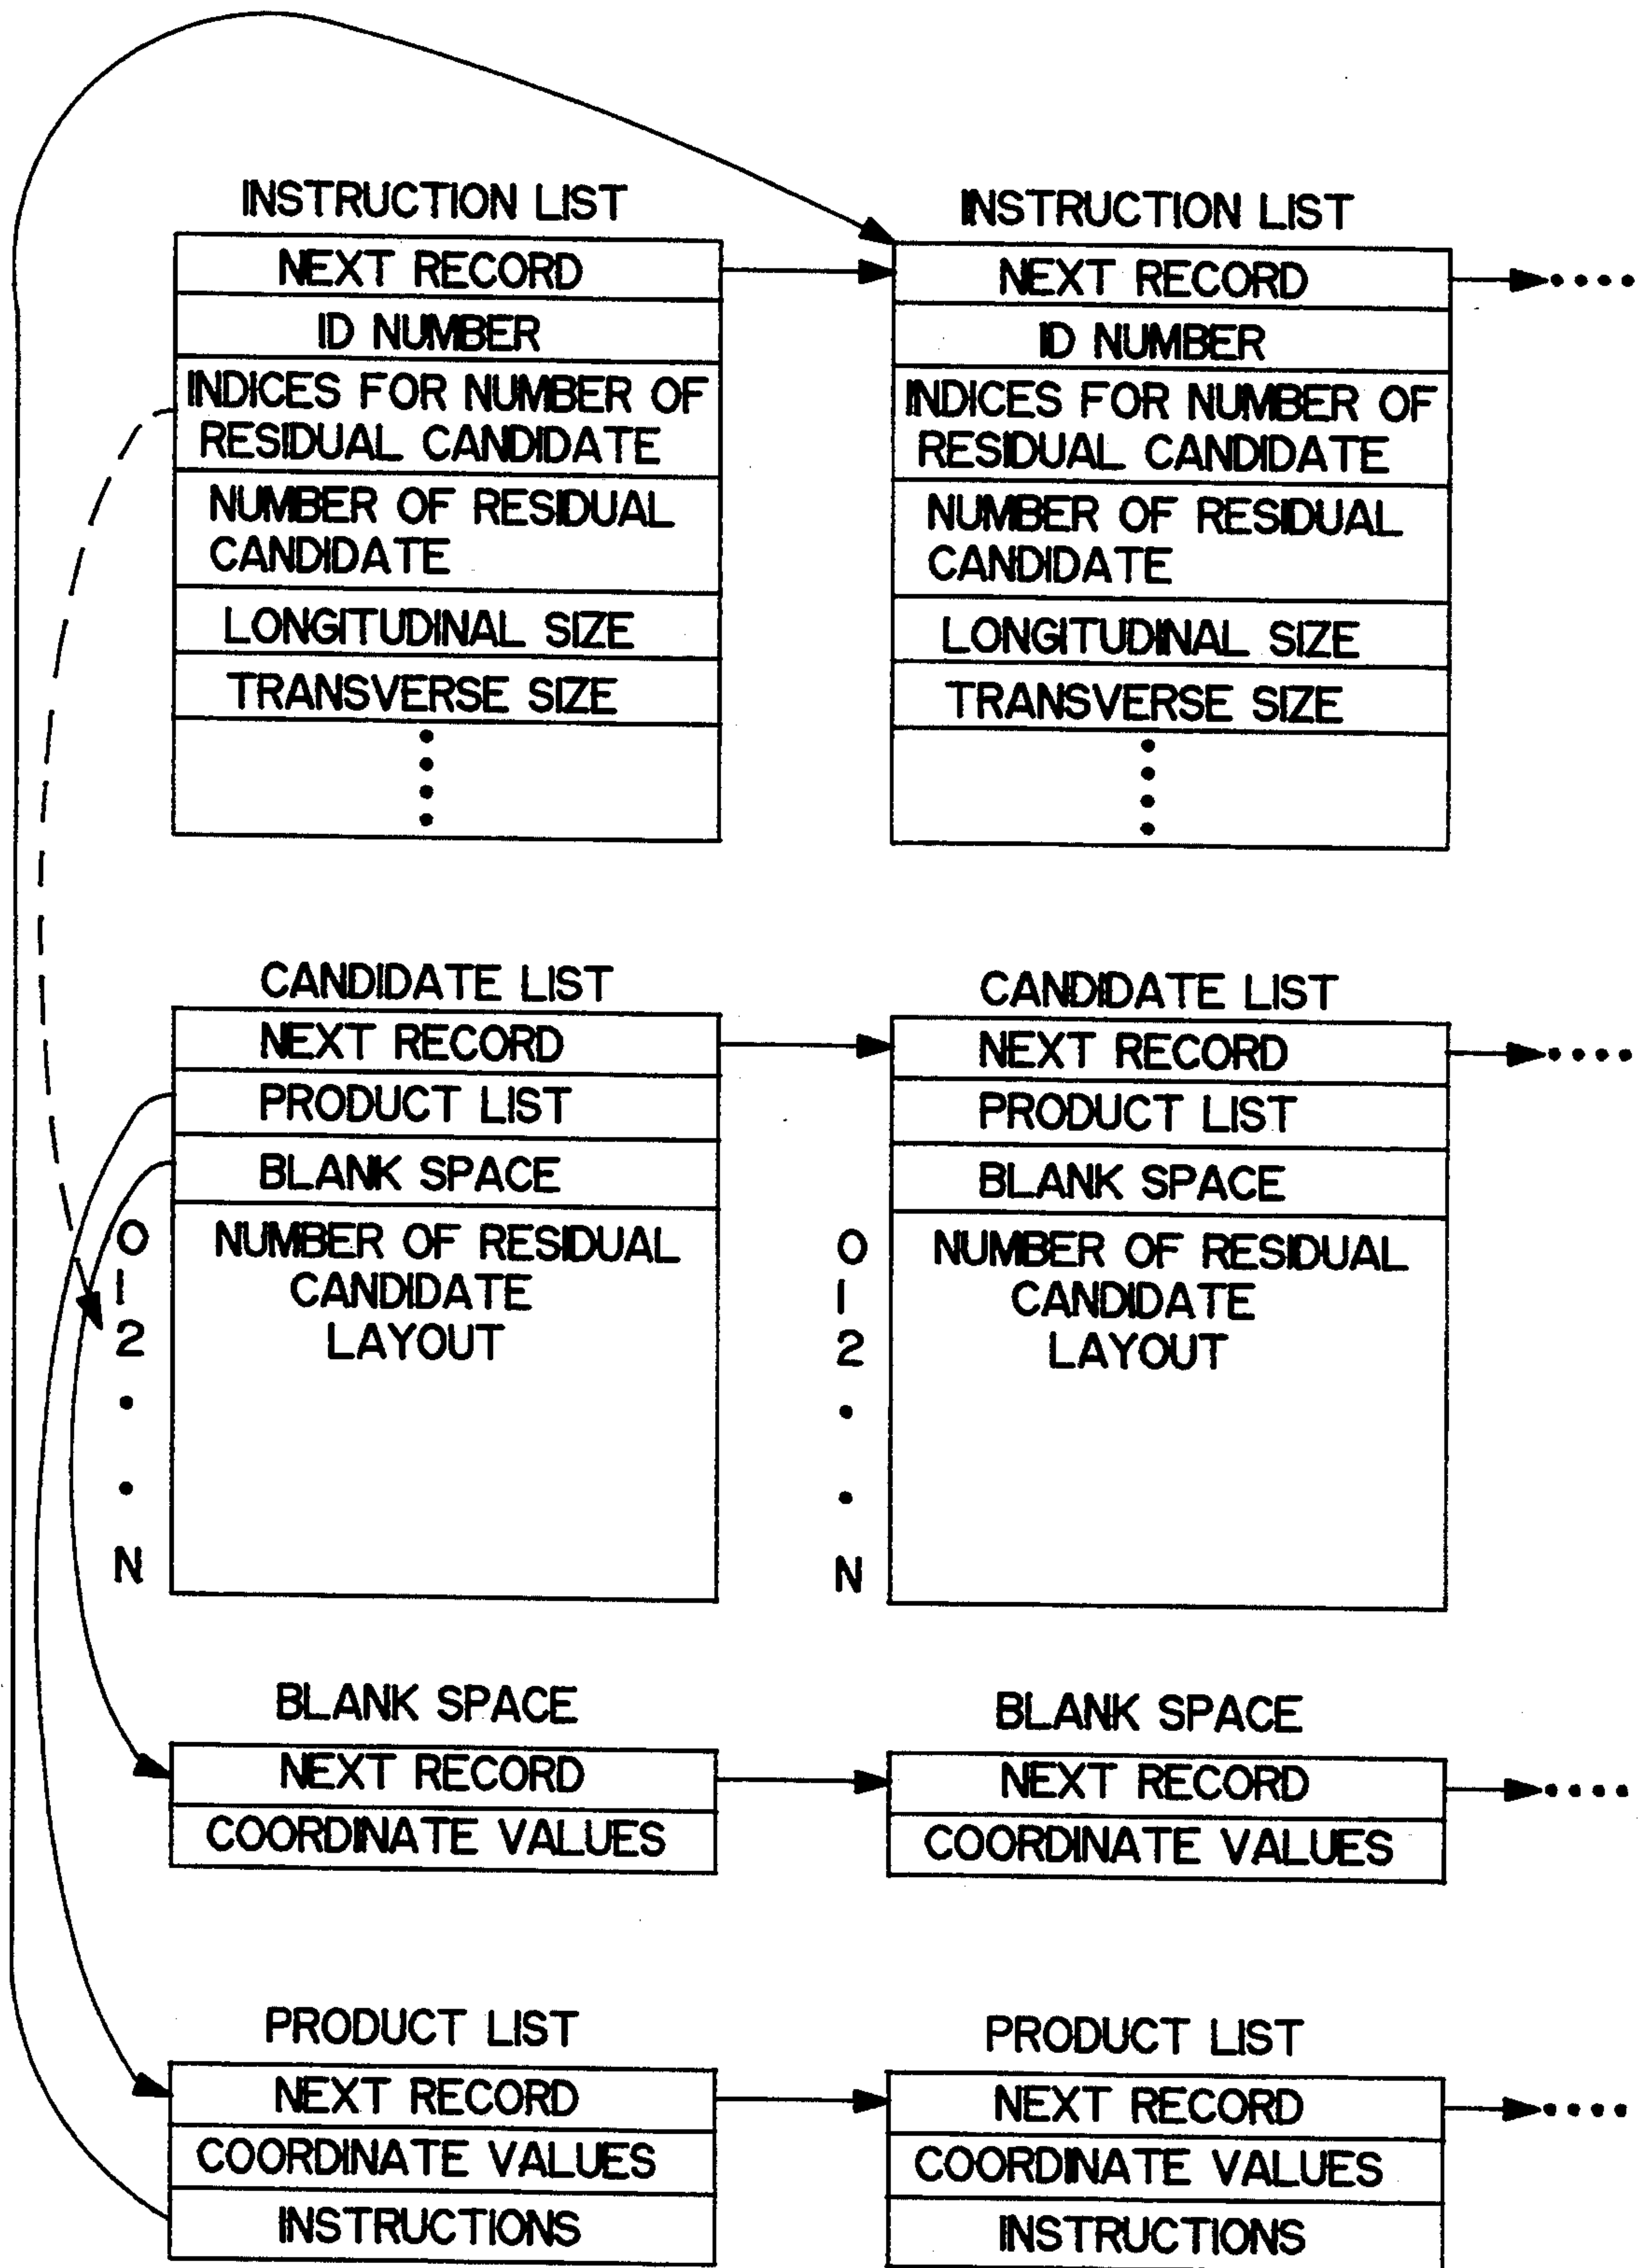 INSTRUCTION LIST
NEXT RECORD
ID NUMBER
INDICES FOR NUMBER OF
RESIDUAL CANDIDATE
NUMBER OF RESIDUAL
CANDIDATE
LONGITUDINAL SIZE
TRANSVERSE SIZE
INSTRUCTION LIST
NEXT RECORD
ID NUMBER
INDICES FOR NUMBER OF
RESIDUAL CANDIDATE
NUMBER OF RESIDUAL
CANDIDATE
LONGITUDINAL SIZE
TRANSVERSE SIZE
CANDIDATE LIST
NEXT RECORD
PRODUCT LIST
BLANK SPACE
0
1
2
N
NUMBER OF RESIDUAL
CANDIDATE
LAYOUT
CANDIDATE LIST
NEXT RECORD
PRODUCT LIST
BLANK SPACE
0
1
2
N
NUMBER OF RESIDUAL
CANDIDATE
LAYOUT
BLANK SPACE
NEXT RECORD
COORDINATE VALUES
BLANK SPACE
NEXT RECORD
COORDINATE VALUES
PRODUCT LIST
NEXT RECORD
COORDINATE VALUES
INSTRUCTIONS
PRODUCT LIST
NEXT RECORD
COORDINATE VALUES
INSTRUCTIONS